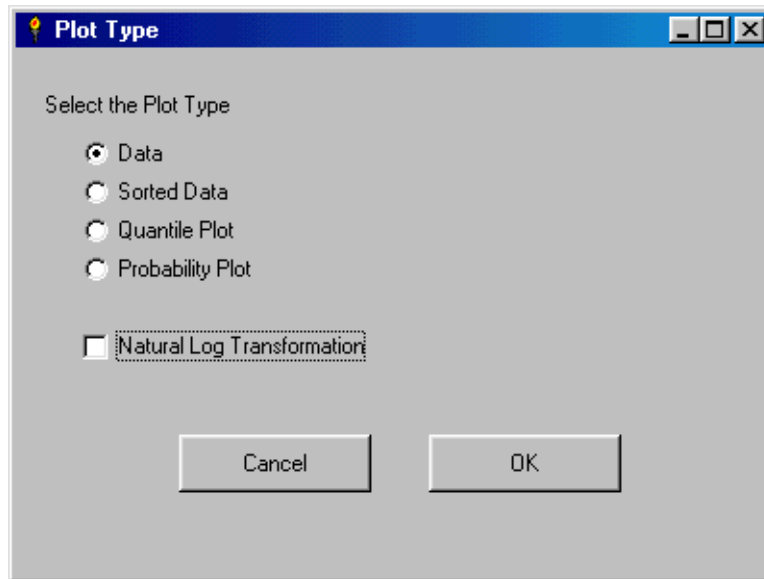 Plot Type
Select the Plot Type
Data
Sorted Data
Quantile Plot
Probability Plot
Natural Log Transformation
Cancel
OK